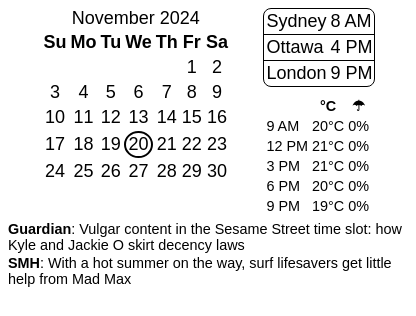 November 2024
Su Mo Tu We Th Fr Sa
1 2
3 4 5 6 7 8 9
10 11 12 13 14 15 16
17 18 19 20 21 22 23
24 25 26 27 28 29 30
Sydney 8 AM
Ottawa 4 PM
London 9 PM
°C ☂
9 AM 20°C 0%
12 PM 21°C 0%
3 PM 21°C 0%
6 PM 20°C 0%
9 PM 19°C 0%
Guardian: Vulgar content in the Sesame Street time slot: how
Kyle and Jackie O skirt decency laws
SMH: With a hot summer on the way, surf lifesavers get little
help from Mad Max